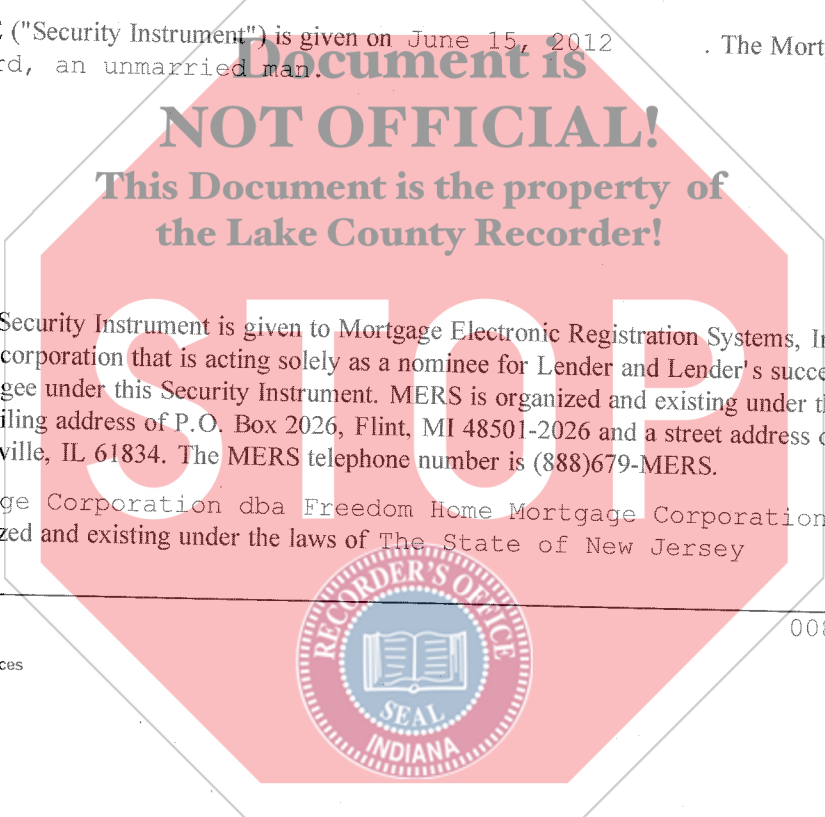 ("Security Instrument") is given on June 15, 2012 . The Mort
rd, an unmarried man.
Document is
NOT OFFICIAL!
This Document is the property of
the Lake County Recorder!
STOP
Security Instrument is given to Mortgage Electronic Registration Systems, In
corporation that is acting solely as a nominee for Lender and Lender's succe
gee under this Security Instrument. MERS is organized and existing under th
iling address of P.O. Box 2026, Flint, MI 48501-2026 and a street address o
ville, IL 61834. The MERS telephone number is (888)679-MERS.
ge Corporation dba Freedom Home Mortgage Corporation
zed and existing under the laws of The State of New Jersey
008
ces
RECORDER'S OFFICE
SEAL
INDIANA